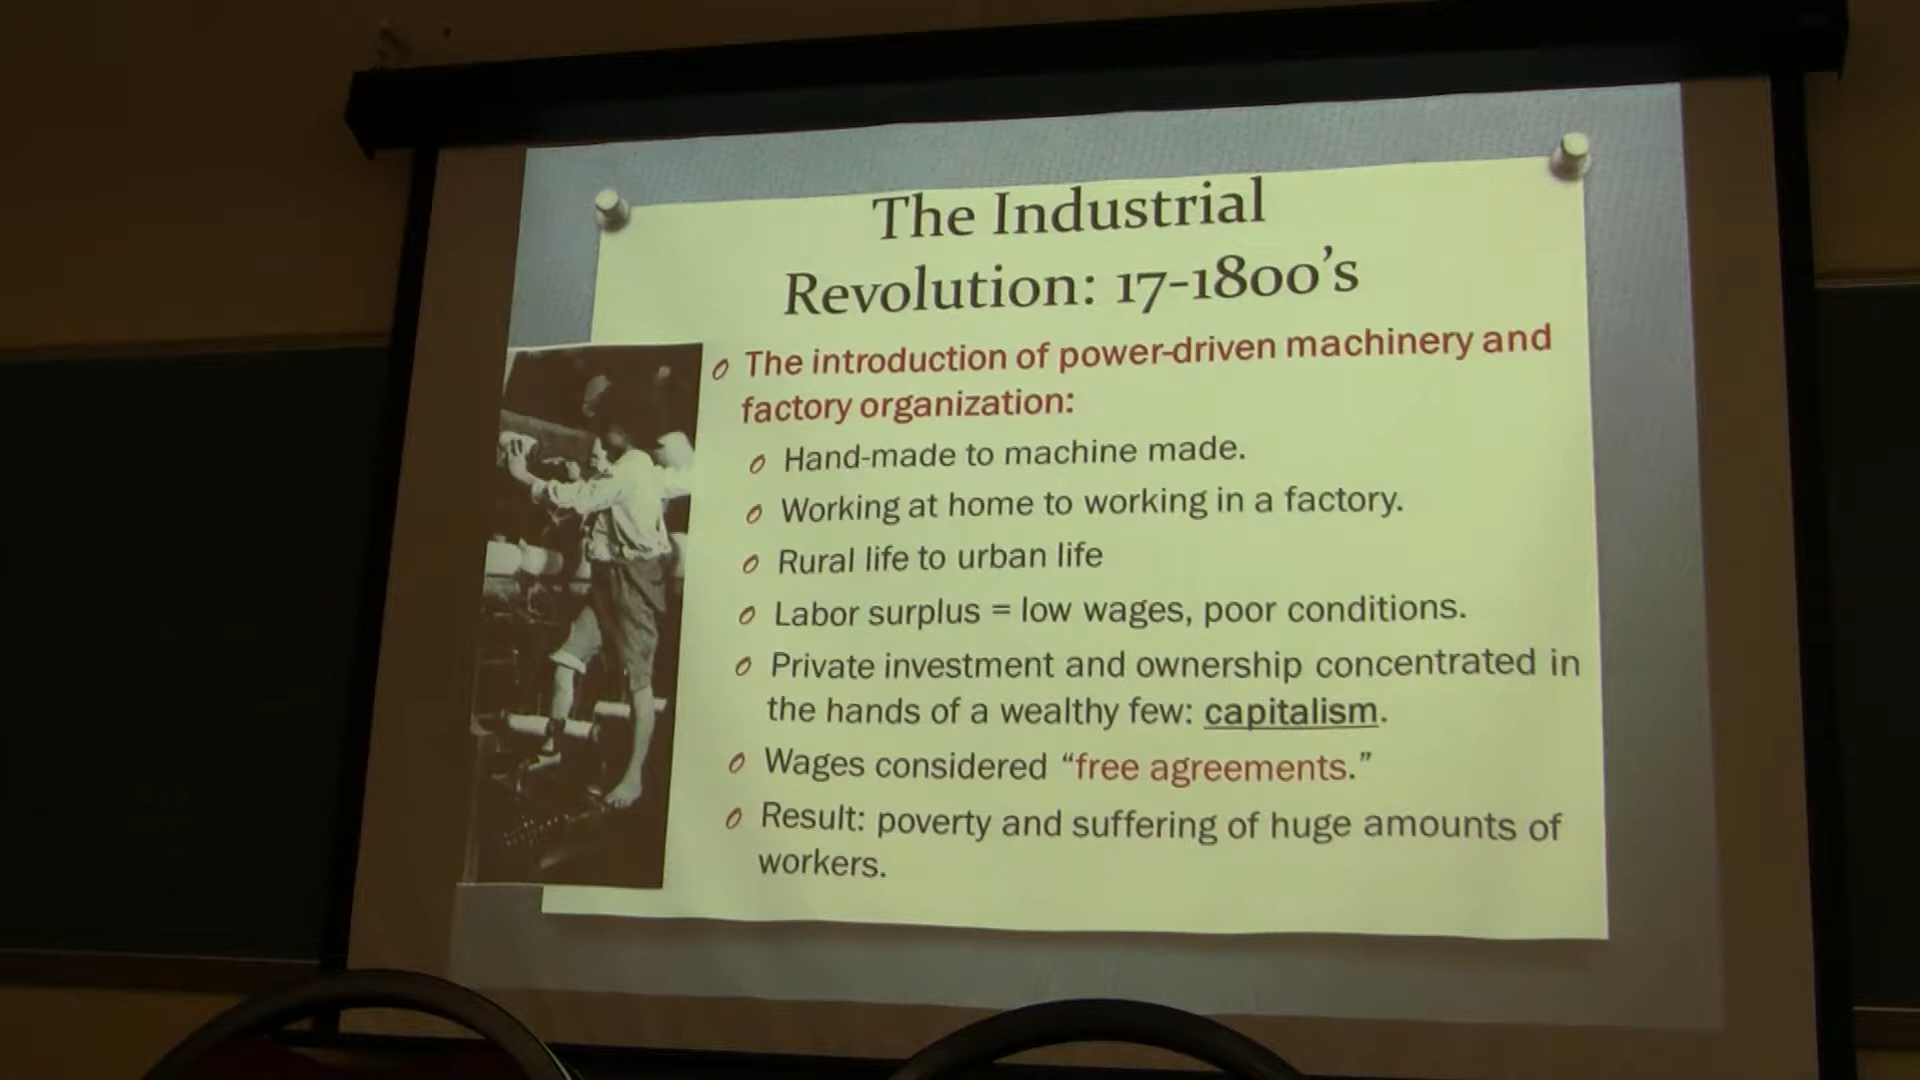 The Industrial
Revolution: 17-1800's
The introduction of power-driven machinery and
factory organization:
Hand-made to machine made.
Working at home to working in a factory.
Rural life to urban life
Labor surplus = low wages, poor conditions.
Private investment and ownership concentrated in
the hands of a wealthy few: capitalism.
Wages considered “free agreements.”
Result: poverty and suffering of huge amounts of
workers.